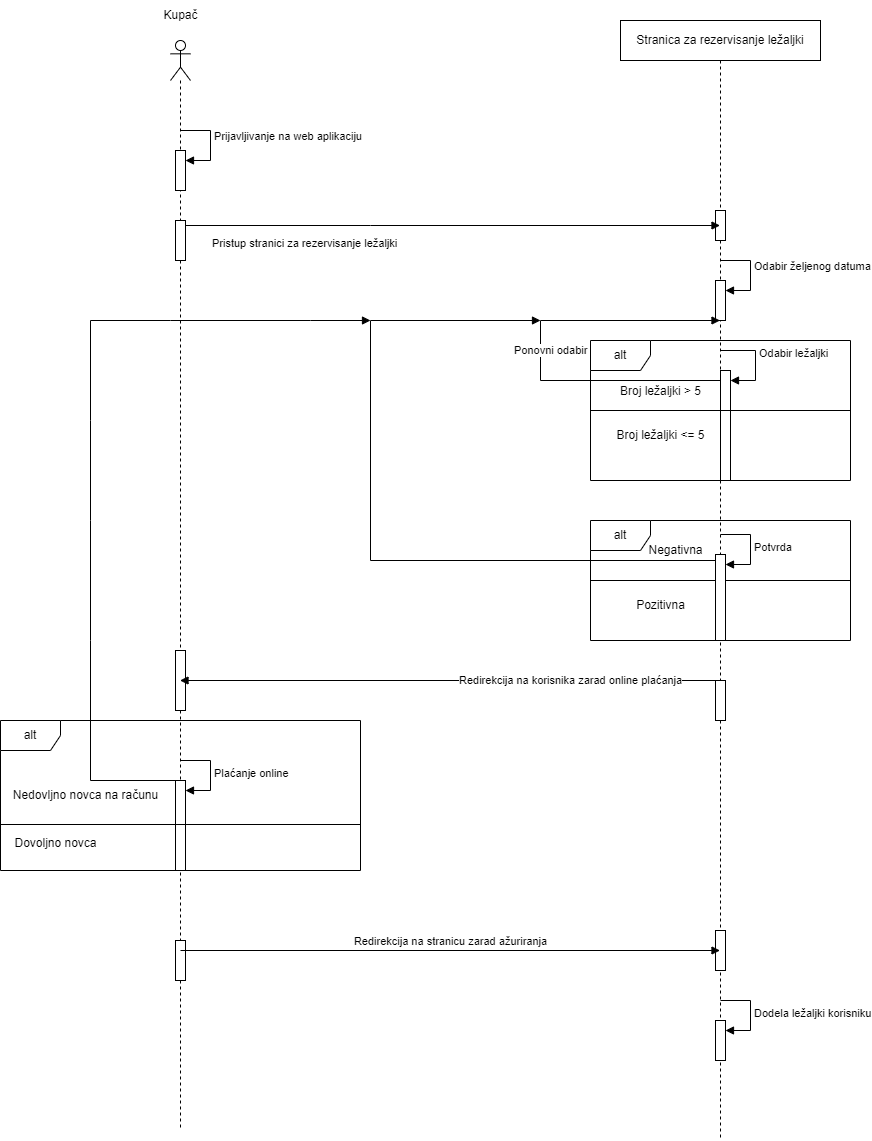 Kupač
Stranica za rezervisanje ležaljki
Prijavljivanje na web aplikaciju
Pristup stranici za rezervisanje ležaljki
Odabir željenog datuma
Ponovni odabir
alt
Odabir ležaljki
Broj ležaljki > 5
Broj ležaljki <= 5
alt
Negativna
Potvrda
Pozitivna
Redirekcija na korisnika zarad online plaćanja
alt
Plaćanje online
Nedovljno novca na računu
Dovoljno novca
Redirekcija na stranicu zarad ažuriranja
Dodela ležaljki korisniku